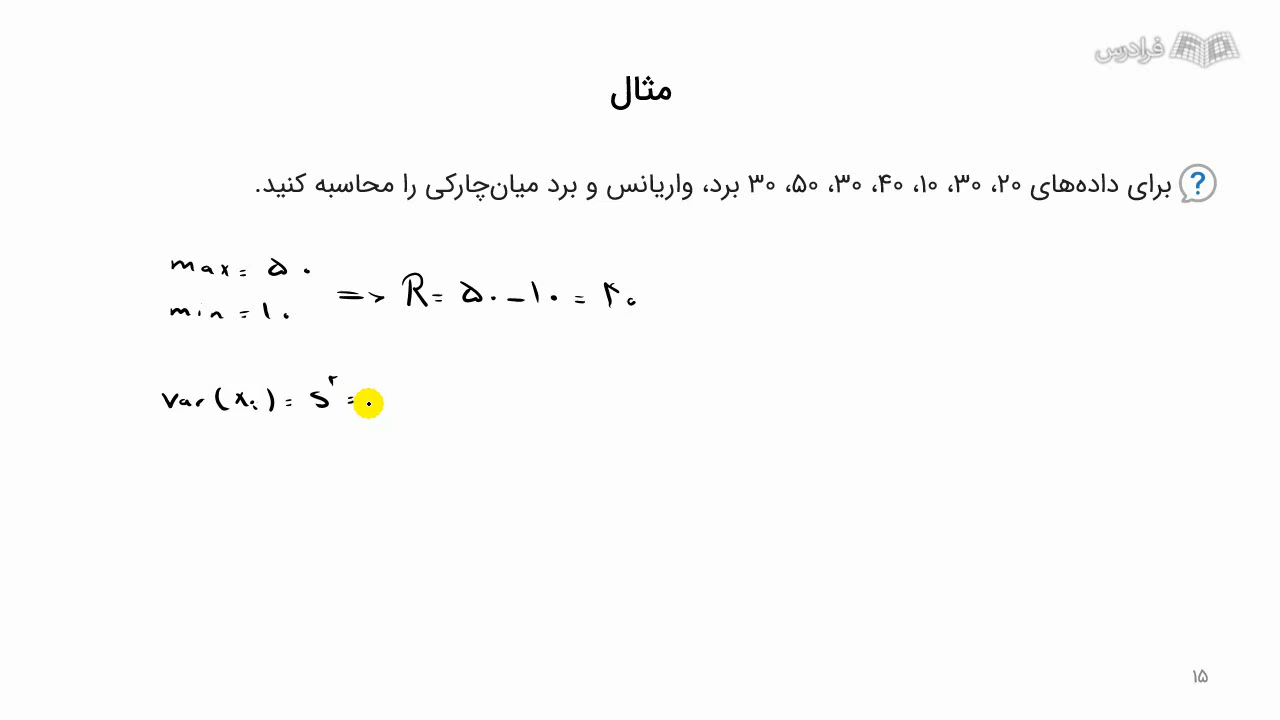 فرادرس
مثال
برای داده‌های ۲۰، ۳۰، ۱۰، ۴۰، ۳۰، ۵۰، ۳۰ برد، واریانس و برد میان‌چارکی را محاسبه کنید.
max = ۵۰
min = ۱۰
=> R = ۵۰ - ۱۰ = ۴۰
var(xi) = s² =
۱۵